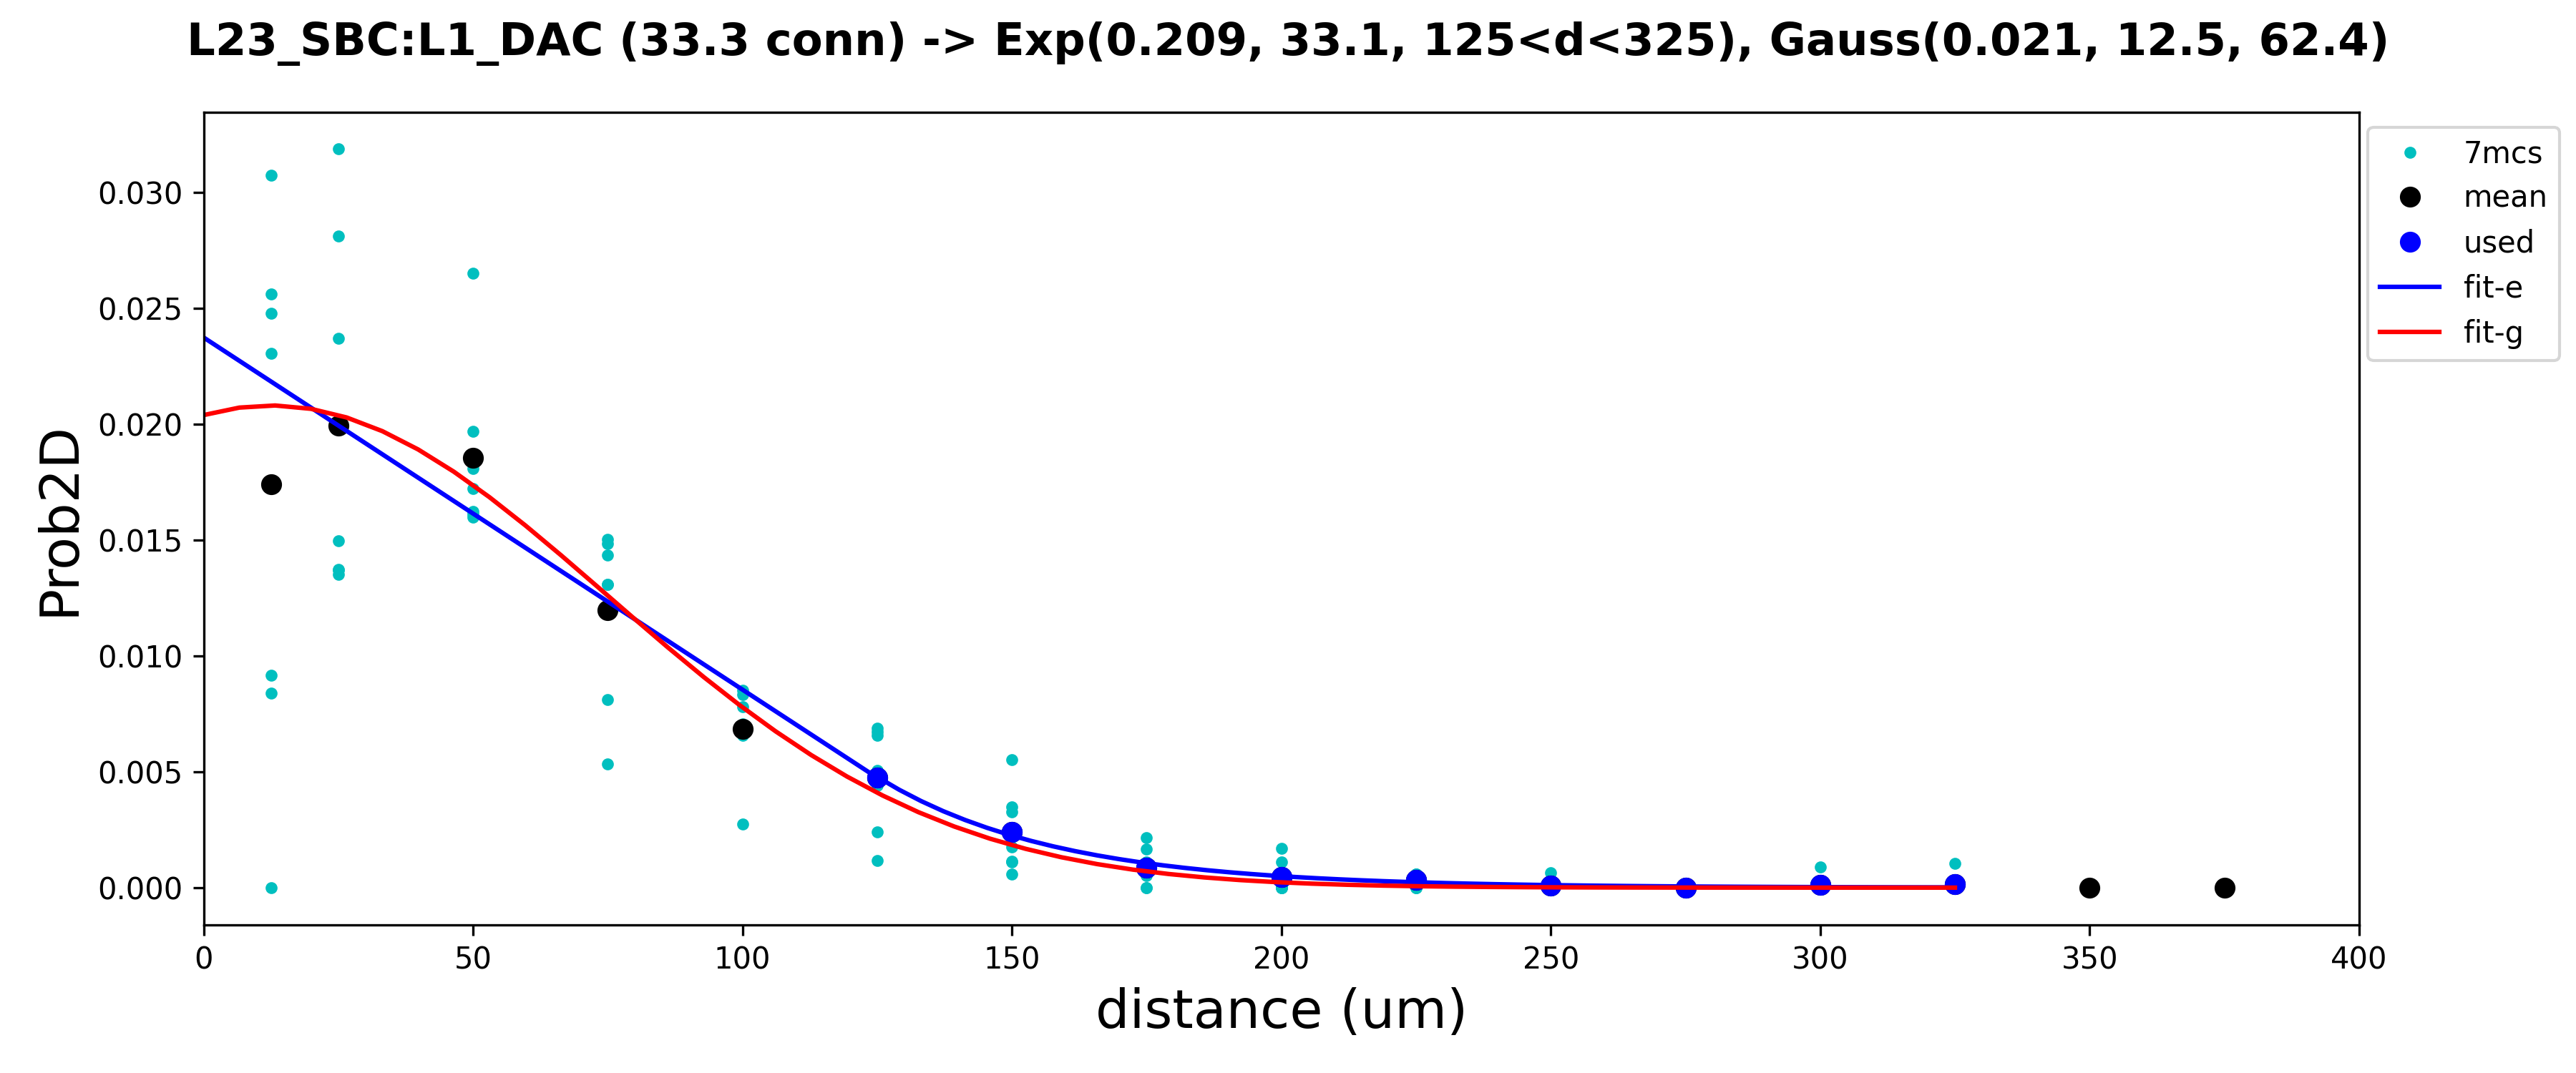 L23_SBC:L1_DAC (33.3 conn) -> Exp(0.209, 33.1, 125<d<325), Gauss(0.021, 12.5, 62.4)
7mcs
mean
used
fit-e
fit-g
Prob2D
0.030
0.025
0.020
0.015
0.010
0.005
0.000
0 50 100 150 200 250 300 350 400
distance (um)